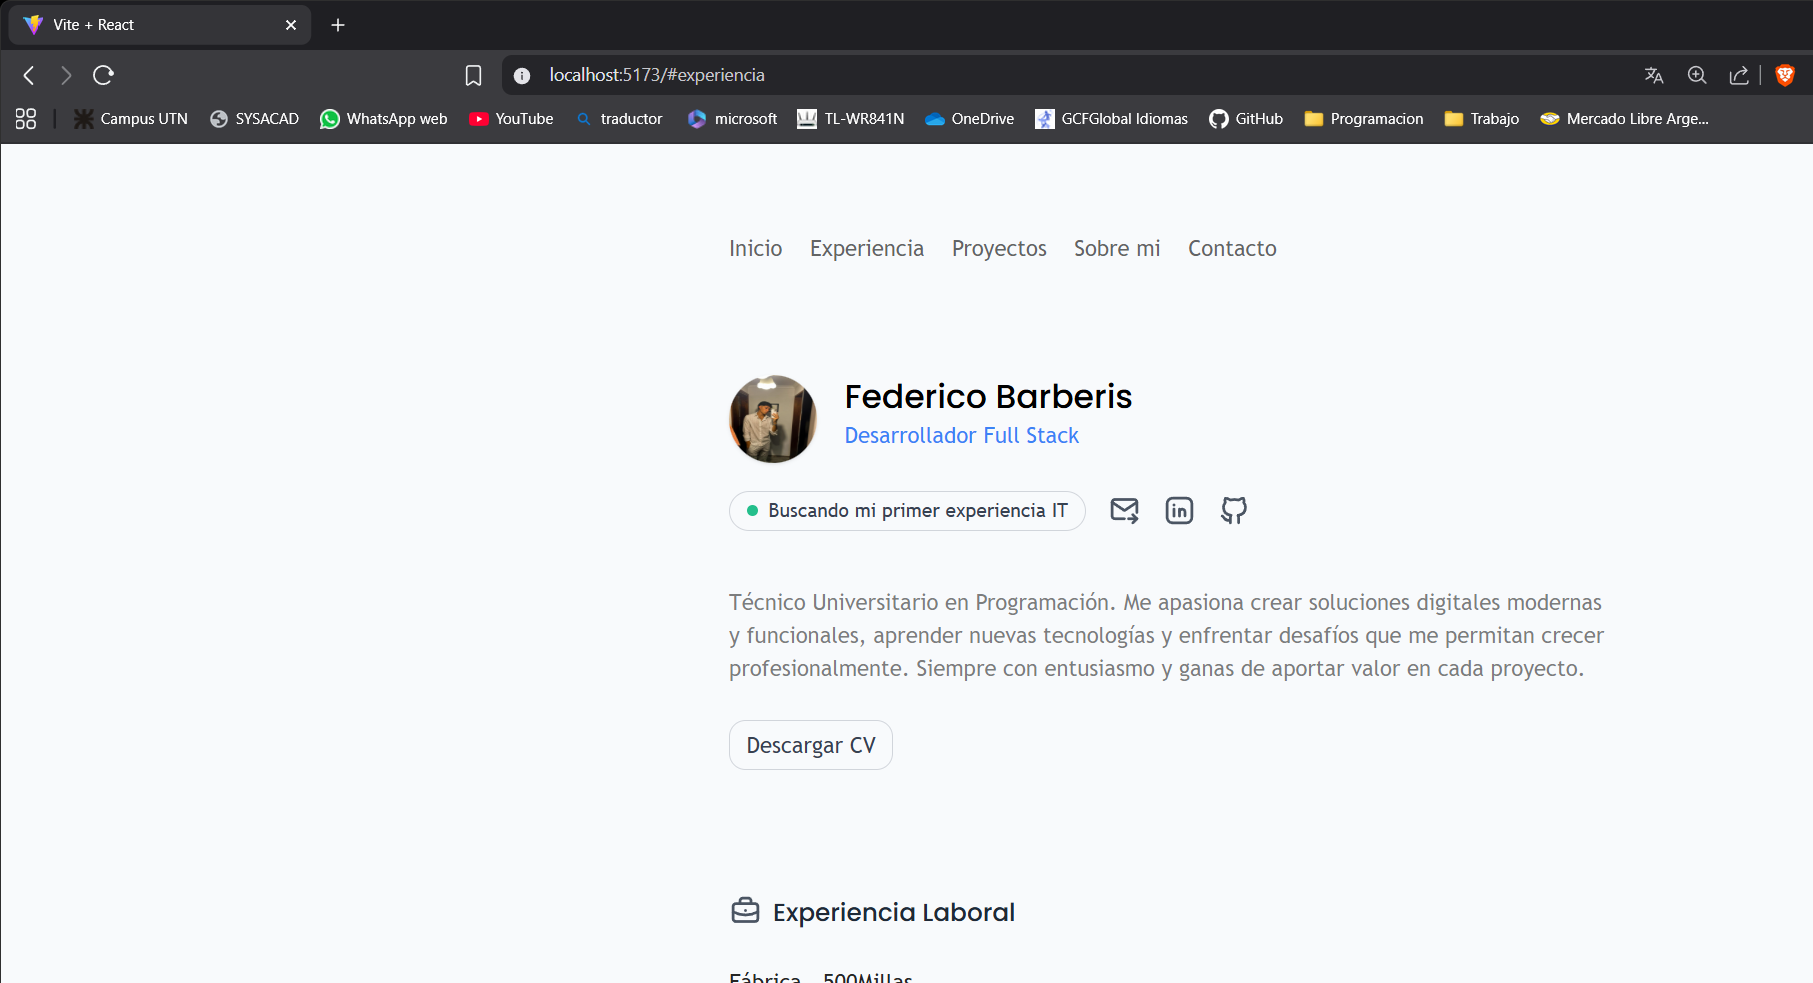 Vite + React
localhost:5173/#experiencia
Campus UTN SYSACAD WhatsApp web YouTube traductor microsoft TL-WR841N OneDrive GCFGlobal Idiomas GitHub Programacion Trabajo Mercado Libre Arge...
Inicio Experiencia Proyectos Sobre mi Contacto
Federico Barberis
Desarrollador Full Stack
Buscando mi primer experiencia IT
Técnico Universitario en Programación. Me apasiona crear soluciones digitales modernas
y funcionales, aprender nuevas tecnologías y enfrentar desafíos que me permitan crecer
profesionalmente. Siempre con entusiasmo y ganas de aportar valor en cada proyecto.
Descargar CV
Experiencia Laboral
Fábrica - 500Millas